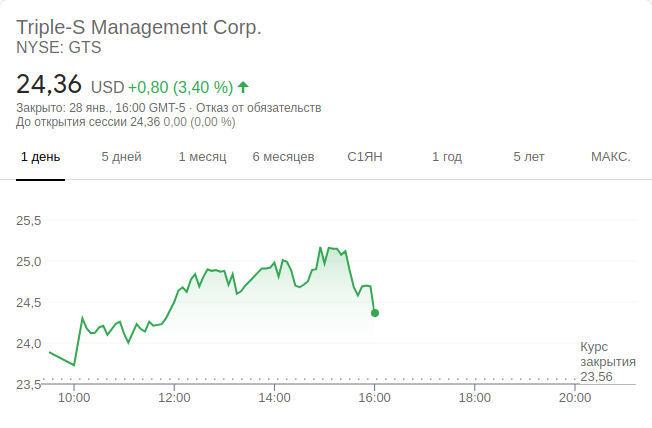 Triple-S Management Corp.
NYSE: GTS
24,36 USD +0,80 (3,40 %)
Закрыто: 28 янв., 16:00 GMT-5 · Отказ от обязательств
До открытия сессии 24,36 0,00 (0,00 %)
1 день 5 дней 1 месяц 6 месяцев С1ЯН 1 год 5 лет МАКС.
25,5
25,0
24,5
24,0
23,5
Курс
закрытия
23,56
10:00 12:00 14:00 16:00 18:00 20:00